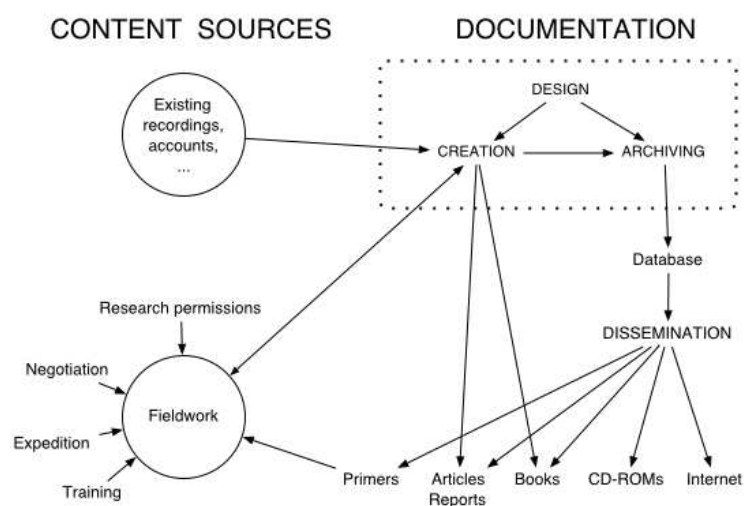 CONTENT SOURCES
DOCUMENTATION
Existing
recordings,
accounts,
...
DESIGN
CREATION
ARCHIVING
Database
DISSEMINATION
Research permissions
Negotiation
Fieldwork
Expedition
Training
Primers
Articles
Reports
Books
CD-ROMs
Internet